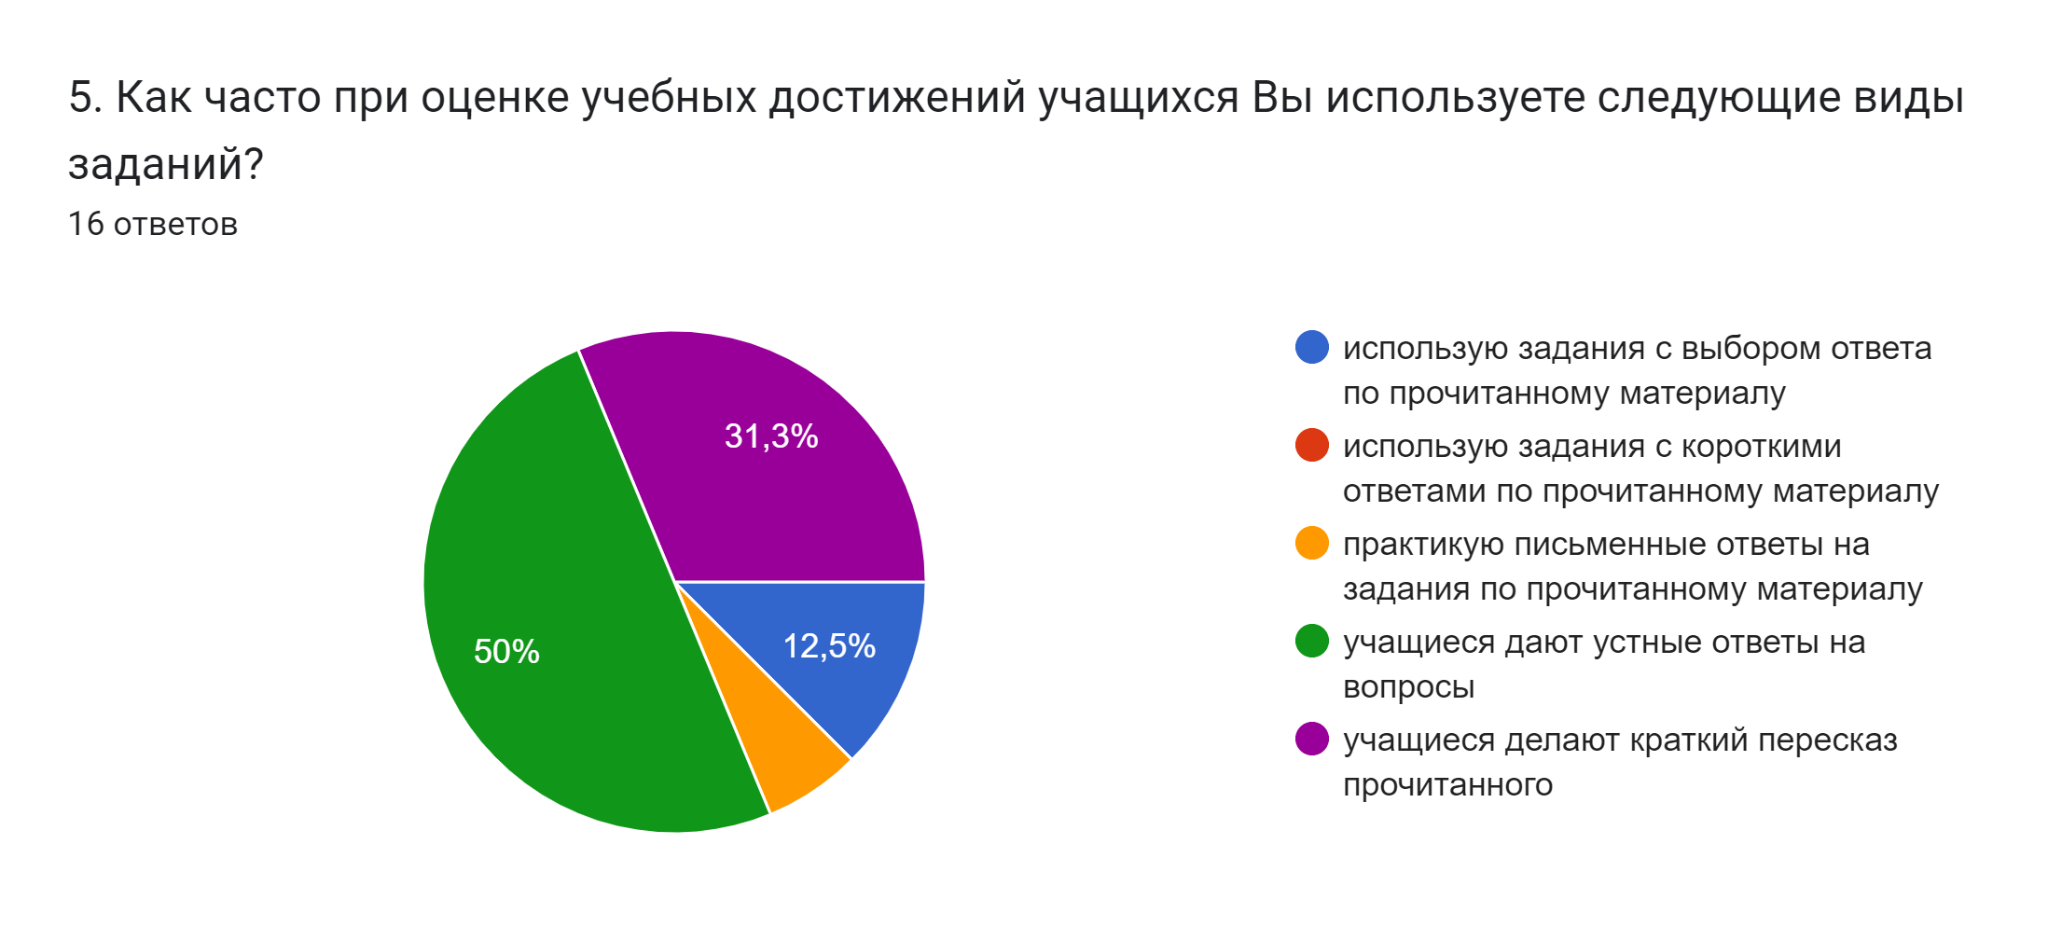 5. Как часто при оценке учебных достижений учащихся Вы используете следующие виды
заданий?
16 ответов
31,3%
12,5%
50%
использую задания с выбором ответа
по прочитанному материалу
использую задания с короткими
ответами по прочитанному материалу
практикую письменные ответы на
задания по прочитанному материалу
учащиеся дают устные ответы на
вопросы
учащиеся делают краткий пересказ
прочитанного